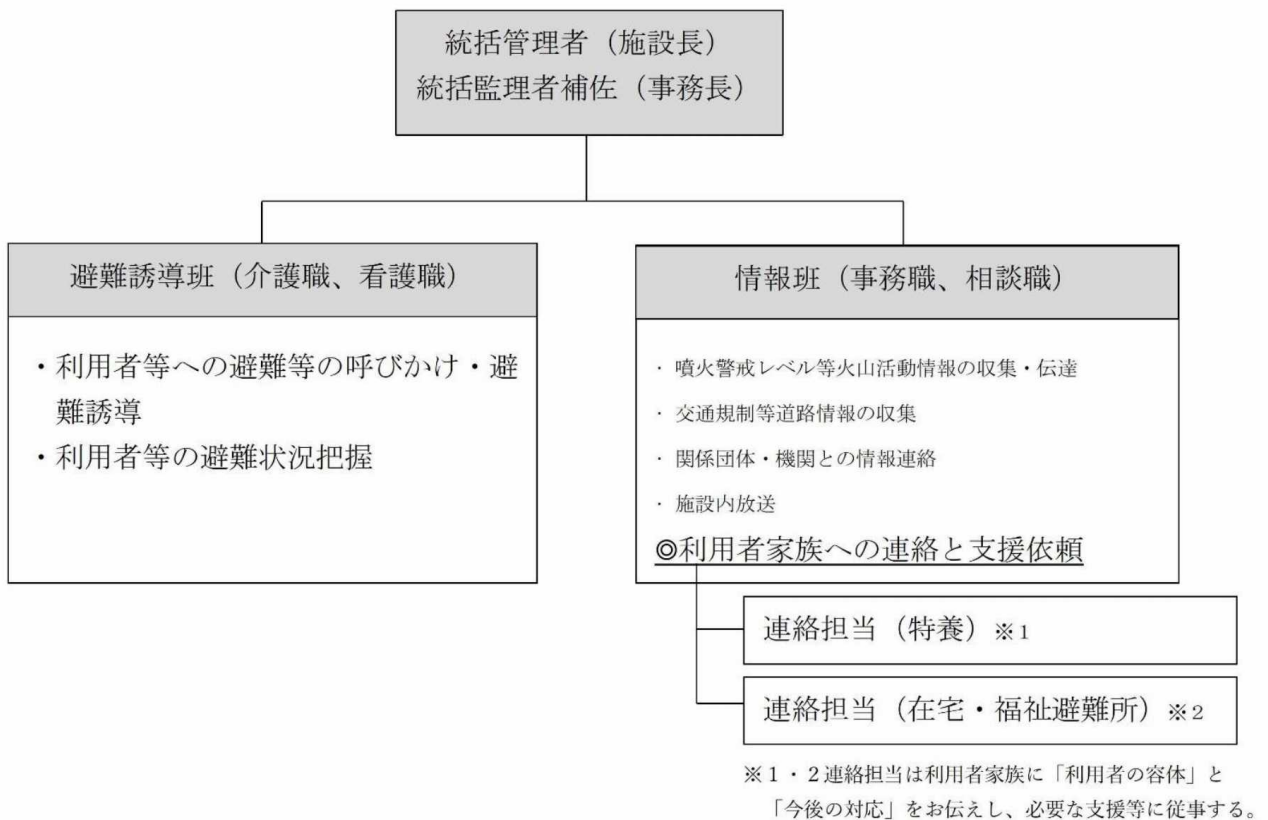 統括管理者（施設長）
統括監理者補佐（事務長）
避難誘導班（介護職、看護職）
・利用者等への避難等の呼びかけ・避
難誘導
・利用者等の避難状況把握
情報班（事務職、相談職）
・噴火警戒レベル等火山活動情報の収集・伝達
・交通規制等道路情報の収集
・関係団体・機関との情報連絡
・施設内放送
◎利用者家族への連絡と支援依頼
連絡担当（特養）※1
連絡担当（在宅・福祉避難所）※2
※1・2連絡担当は利用者家族に「利用者の容体」と
「今後の対応」をお伝えし、必要な支援等に従事する。